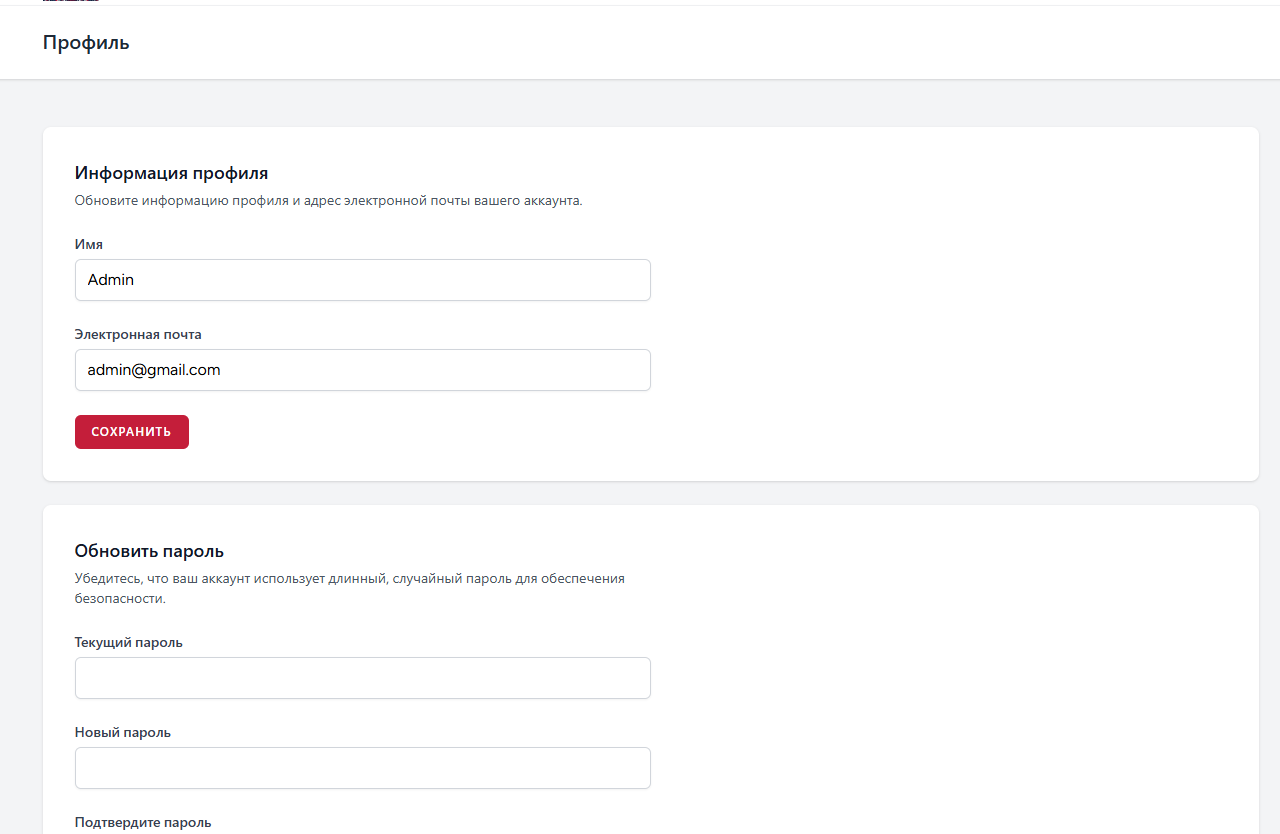 Профиль
Информация профиля
Обновите информацию профиля и адрес электронной почты вашего аккаунта.
Имя
Admin
Электронная почта
admin@gmail.com
СОХРАНИТЬ
Обновить пароль
Убедитесь, что ваш аккаунт использует длинный, случайный пароль для обеспечения
безопасности.
Текущий пароль
Новый пароль
Подтвердите пароль